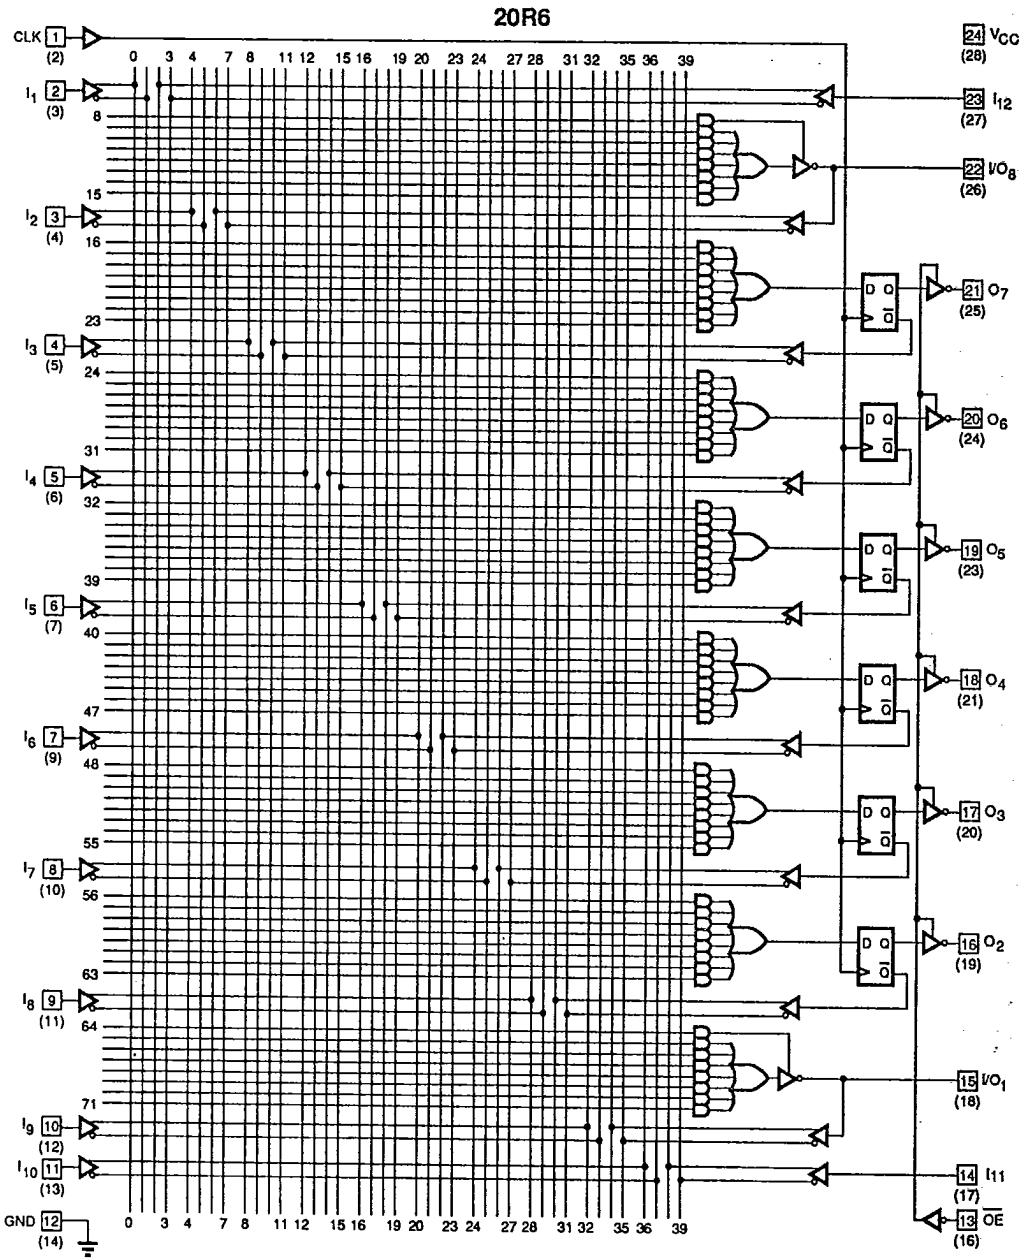 20R6
CLK 1 (2)
24 VCC (28)
0 3 4 7 8 11 12 15 16 19 20 23 24 27 28 31 32 35 36 39
I1 2 (3)
23 I12 (27)
8
22 I/O8 (26)
15
I2 3 (4)
16
D Q Q̅
21 O7 (25)
23
I3 4 (5)
24
D Q Q̅
20 O6 (24)
31
I4 5 (6)
32
D Q Q̅
19 O5 (23)
39
I5 6 (7)
40
D Q Q̅
18 O4 (21)
47
I6 7 (9)
48
D Q Q̅
17 O3 (20)
55
I7 8 (10)
56
D Q Q̅
16 O2 (19)
63
I8 9 (11)
64
15 I/O1 (18)
71
I9 10 (12)
I10 11 (13)
14 I11 (17)
GND 12 (14)
0 3 4 7 8 11 12 15 16 19 20 23 24 27 28 31 32 35 36 39
13 O̅E̅ (16)